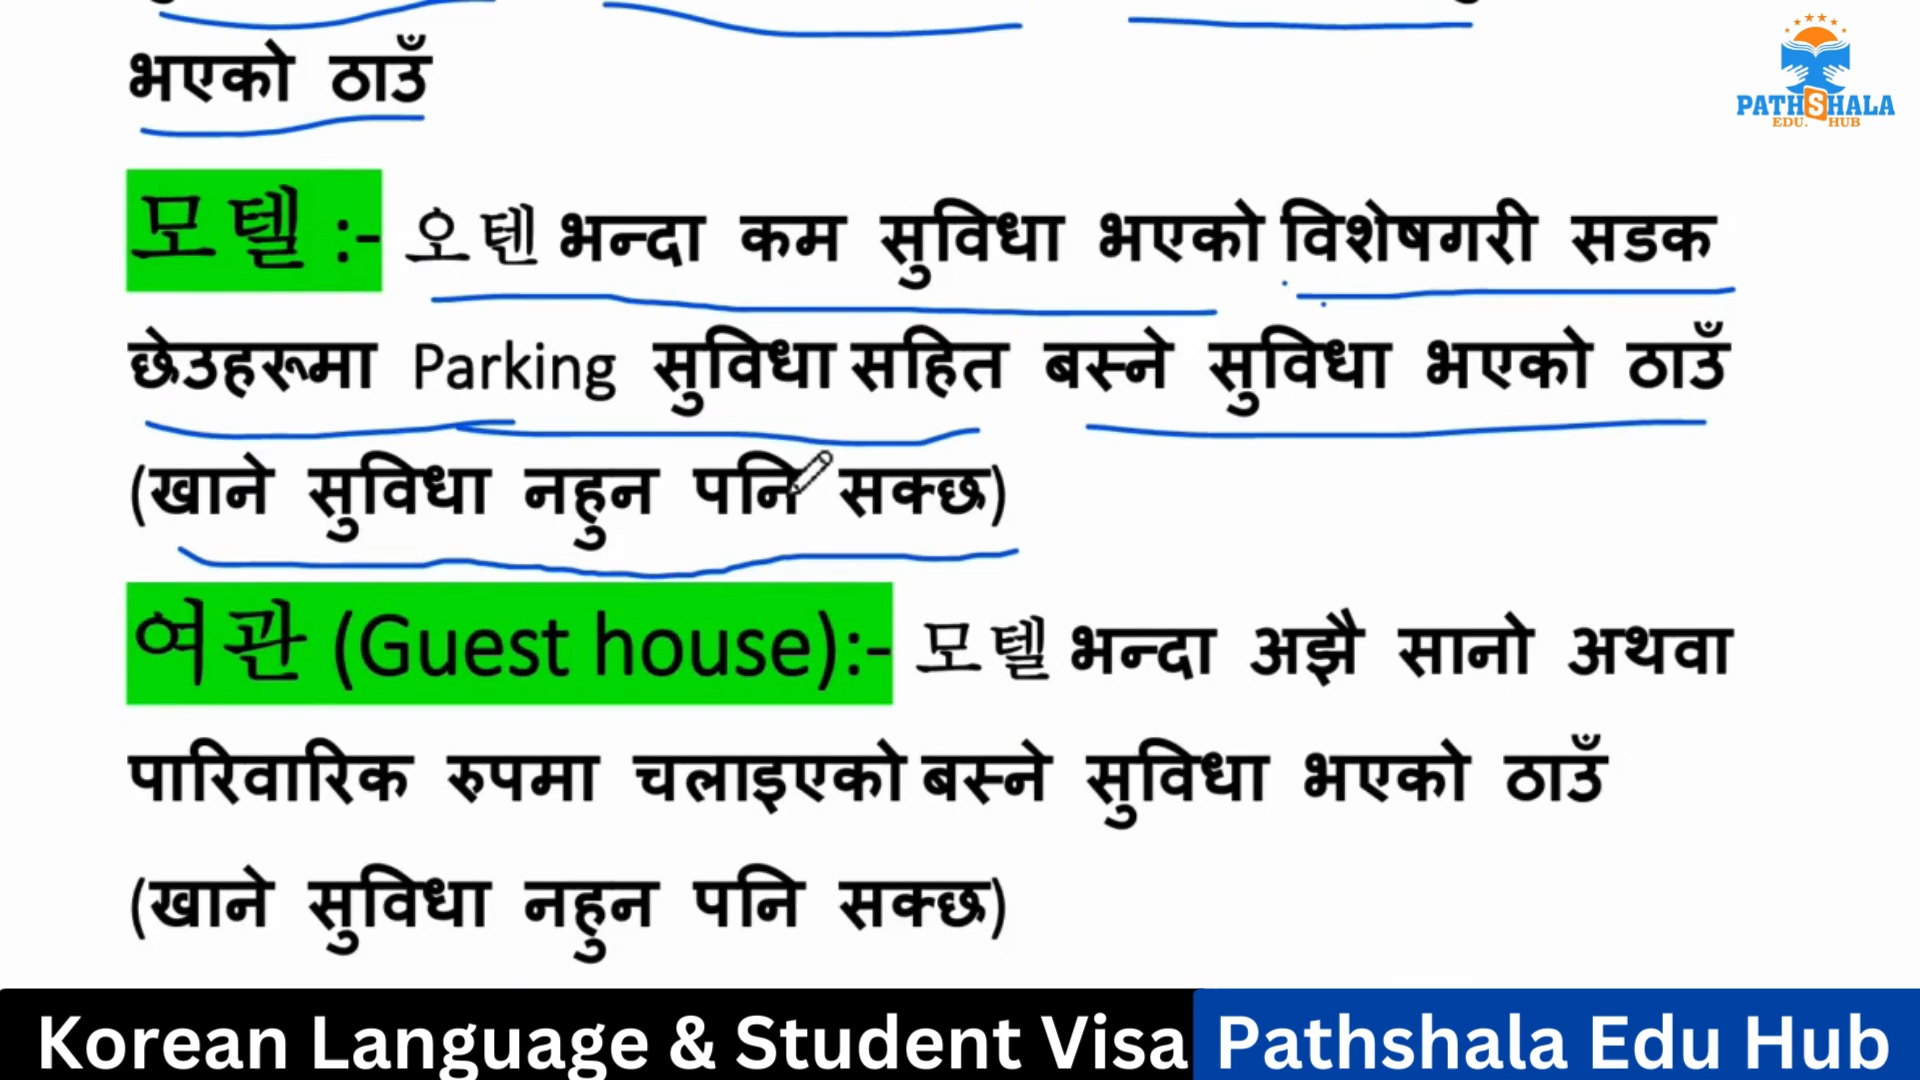 भएको ठाउँ
PATHSHALA
EDU. HUB
모텔 :- 오텐 भन्दा कम सुविधा भएको विशेषगरी सडक
छेउहरूमा Parking सुविधा सहित बस्ने सुविधा भएको ठाउँ
(खाने सुविधा नहुन पनि सक्छ)
여관 (Guest house):- 모텔 भन्दा अझै सानो अथवा
पारिवारिक रुपमा चलाइएको बस्ने सुविधा भएको ठाउँ
(खाने सुविधा नहुन पनि सक्छ)
Korean Language & Student Visa Pathshala Edu Hub